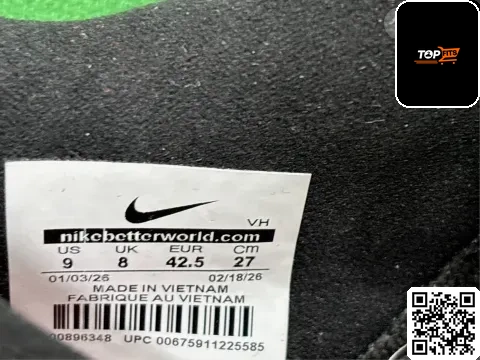 TOP FITS
VH
nikebetterworld.com
US UK EUR Cm
9 8 42.5 27
01/03/26 02/18/26
MADE IN VIETNAM
FABRIQUE AU VIETNAM
00896348 UPC 00675911225585